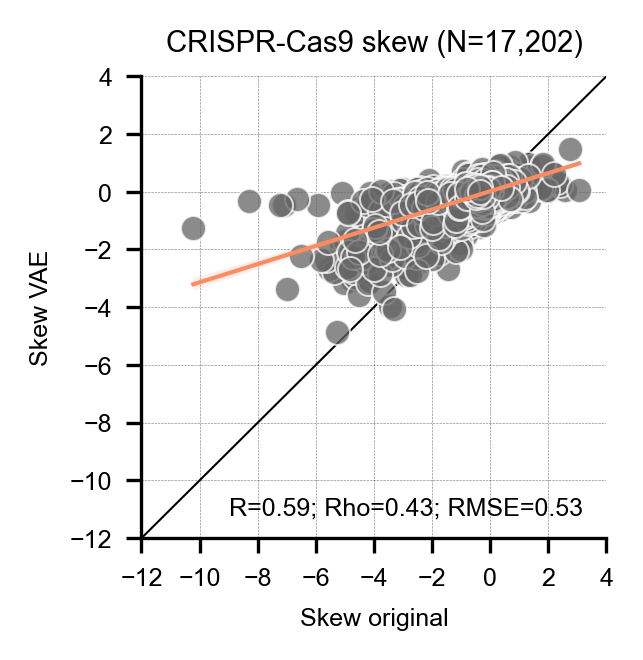 CRISPR-Cas9 skew (N=17,202)
4
2
0
−2
−4
−6
−8
−10
−12
Skew VAE
R=0.59; Rho=0.43; RMSE=0.53
−12 −10 −8 −6 −4 −2 0 2 4
Skew original